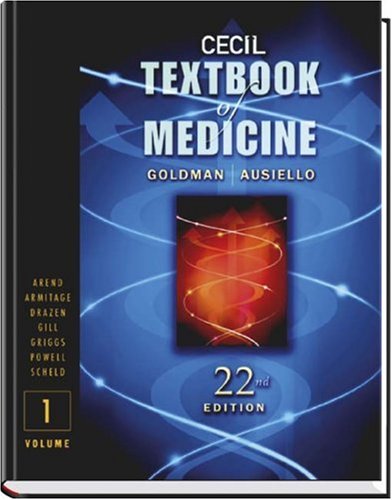 CECIL
TEXTBOOK
of
MEDICINE
GOLDMAN | AUSIELLO
22nd
EDITION
AREND
ARMITAGE
DRAZEN
GILL
GRIGGS
POWELL
SCHELD
1
VOLUME